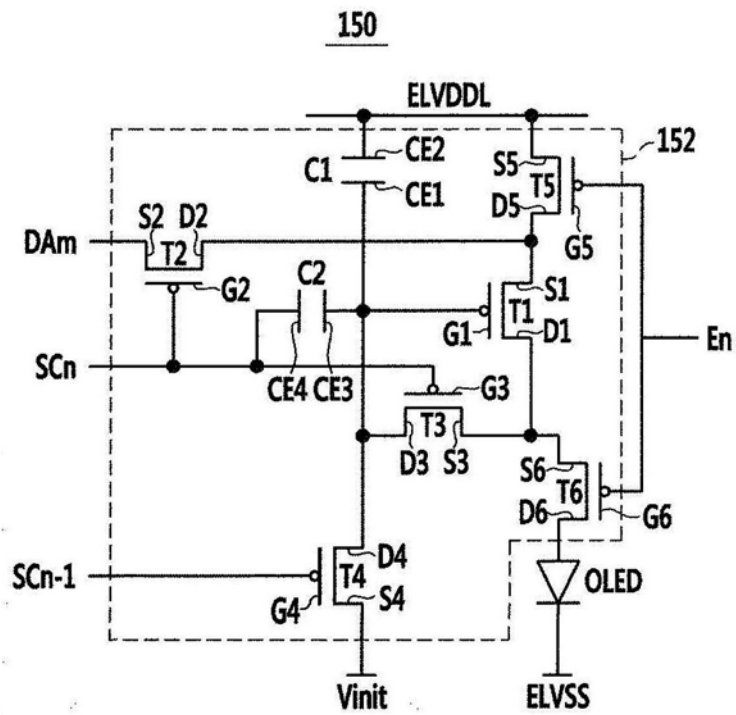 150
ELVDDL
152
CE2
C1
CE1
S5
T5
D5
G5
S2
D2
DAm
T2
G2
C2
S1
T1
G1
D1
En
SCn
CE4
CE3
G3
T3
D3
S3
S6
T6
D6
G6
D4
SCn-1
T4
G4
S4
OLED
Vinit
ELVSS